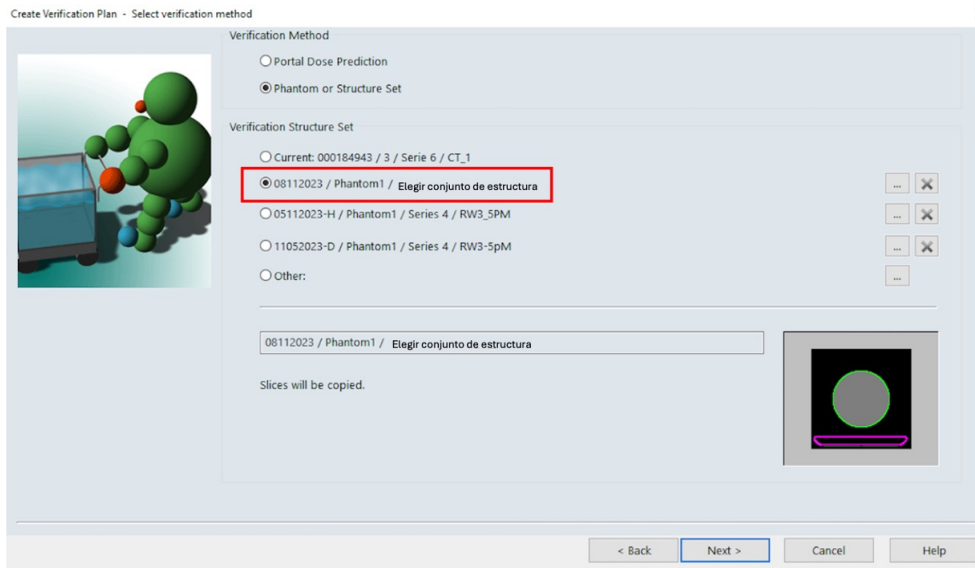 Create Verification Plan - Select verification method
Verification Method
Portal Dose Prediction
Phantom or Structure Set
Verification Structure Set
Current: 000184943 / 3 / Serie 6 / CT_1
08112023 / Phantom1 / Elegir conjunto de estructura
...
05112023-H / Phantom1 / Series 4 / RW3_5PM
...
11052023-D / Phantom1 / Series 4 / RW3-5pM
...
Other:
...
08112023 / Phantom1 / Elegir conjunto de estructura
Slices will be copied.
< Back Next > Cancel Help